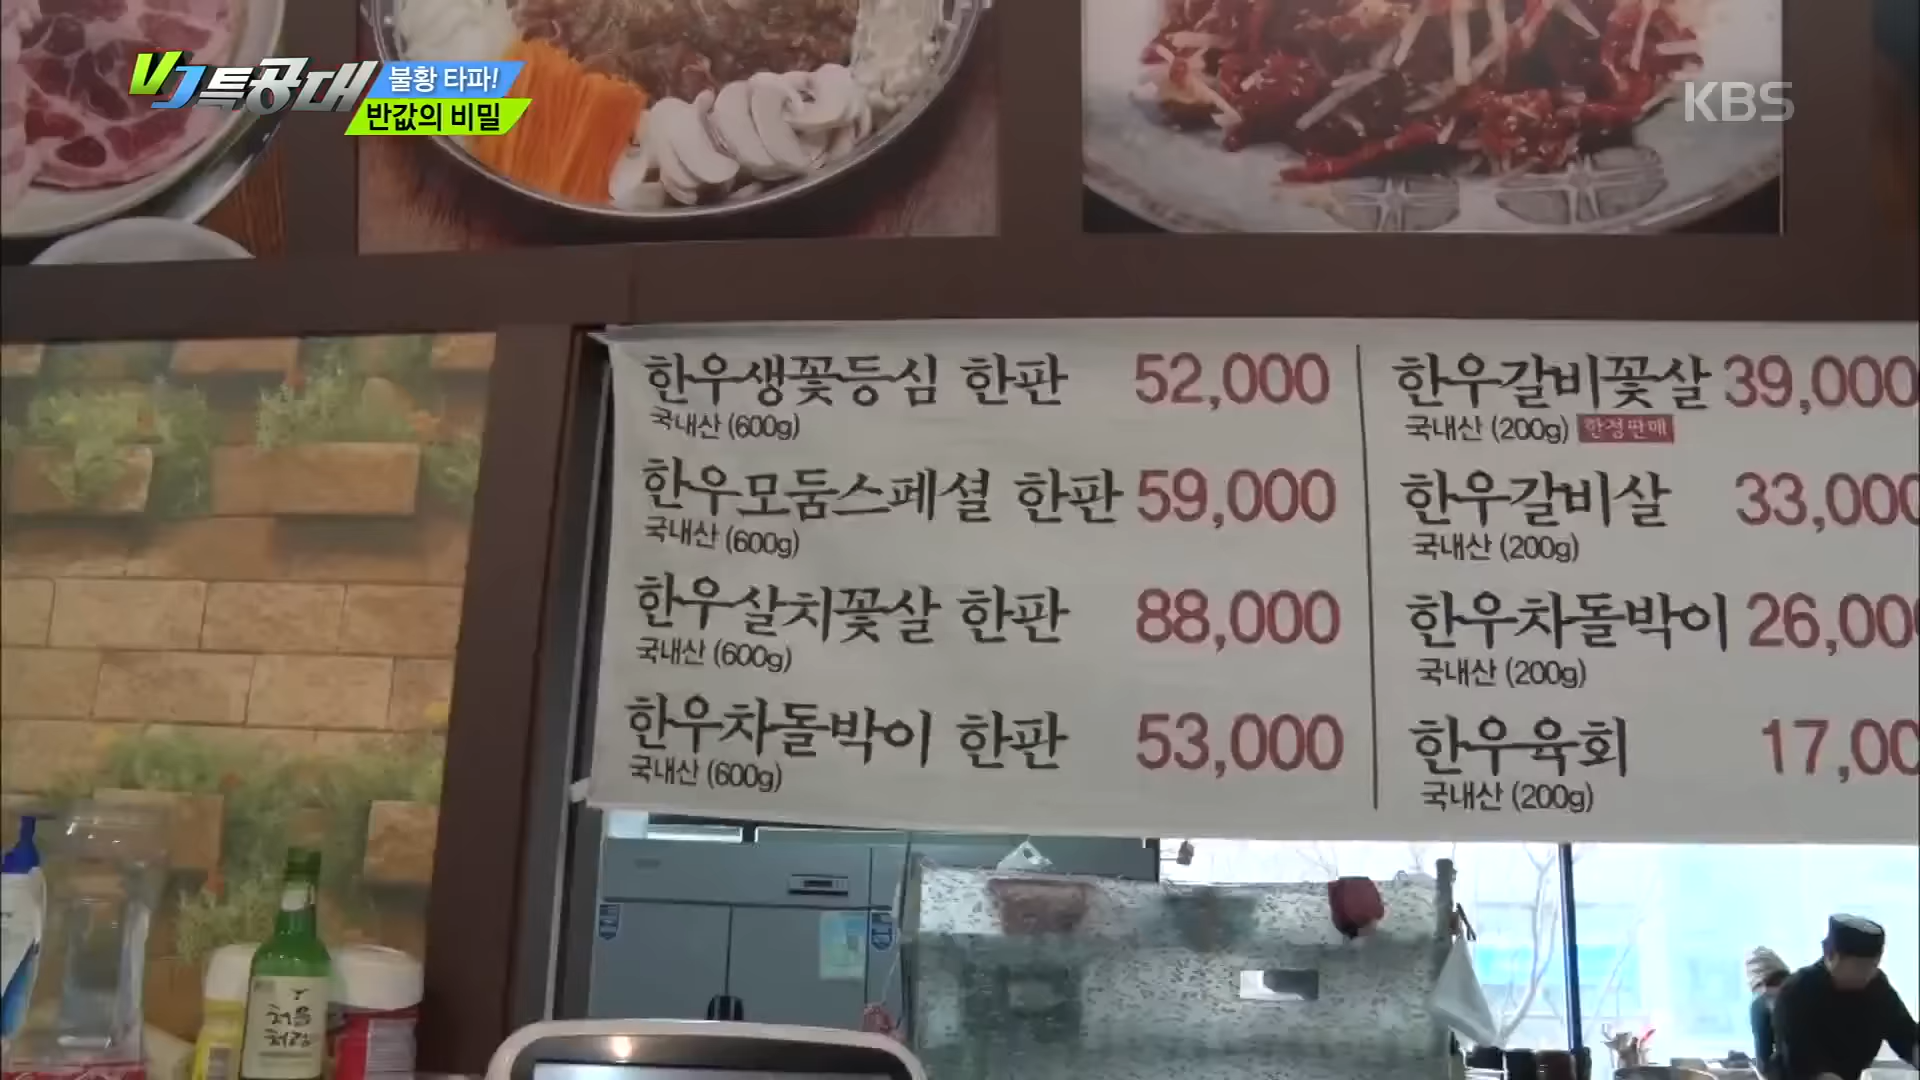 VJ특공대
불황 타파!
반값의 비밀
KBS
한우생꽃등심 한판 52,000
국내산 (600g)
한우모둠스페셜 한판 59,000
국내산 (600g)
한우살치꽃살 한판 88,000
국내산 (600g)
한우차돌박이 한판 53,000
국내산 (600g)
한우갈비꽃살 39,000
국내산 (200g) 한정판매
한우갈비살 33,000
국내산 (200g)
한우차돌박이 26,00
국내산 (200g)
한우육회 17,00
국내산 (200g)
처음
처럼